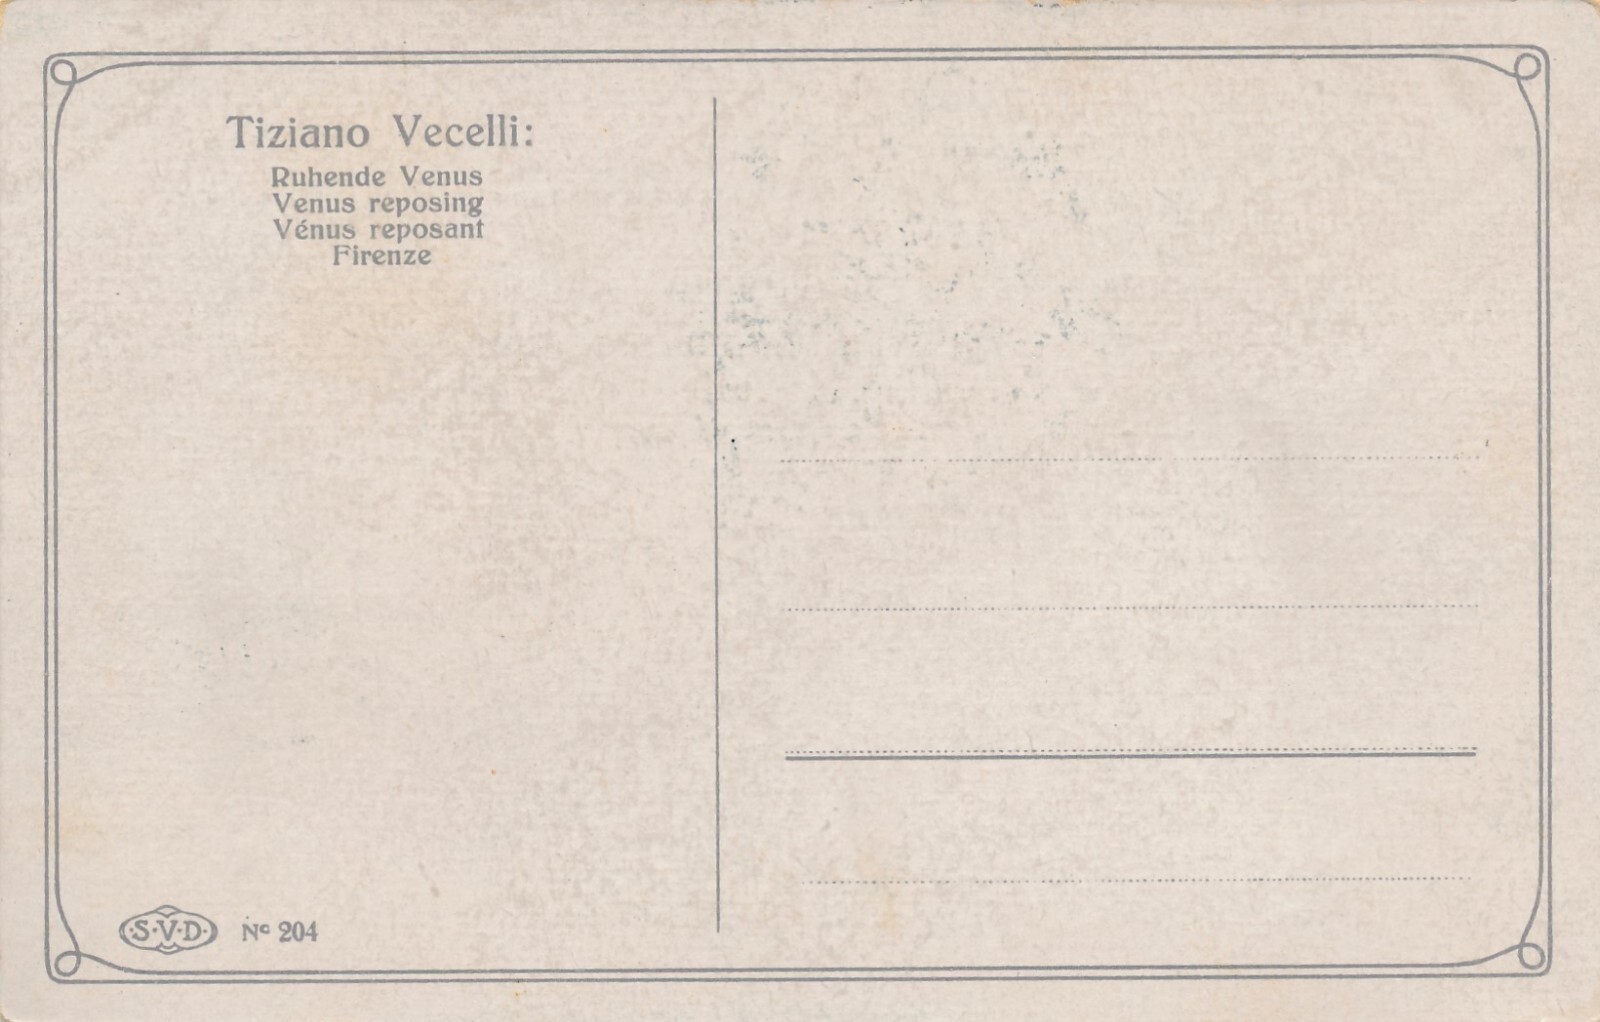 Tiziano Vecelli:
Ruhende Venus
Venus reposing
Vénus reposant
Firenze
·S·V·D· Nº 204